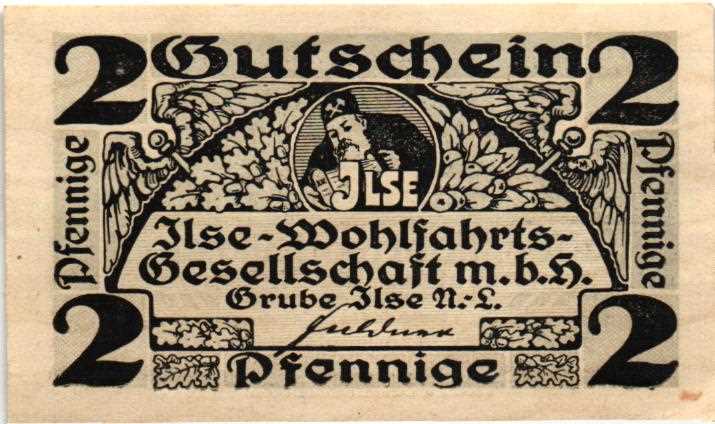 2 Gutschein 2
Pfennige
Pfennige
ILSE
Ilse-Wohlfahrts-
Gesellschaft m.b.H.
Grube Ilse N.-L.
2 Pfennige 2